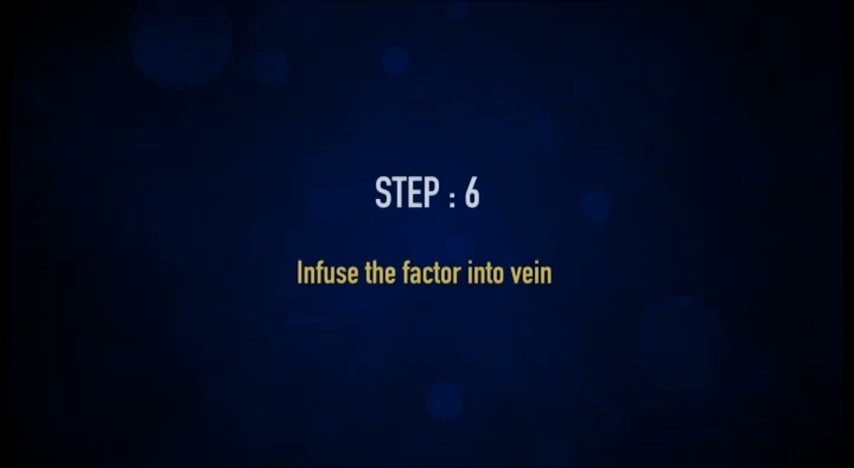 STEP : 6
Infuse the factor into vein